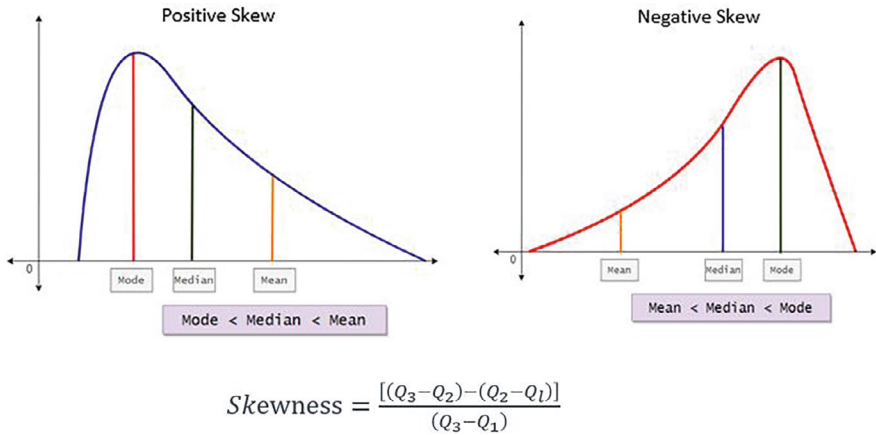 Positive Skew
0
Mode
Median
Mean
Mode < Median < Mean
Negative Skew
0
Mean
Median
Mode
Mean < Median < Mode
Skewness = [(Q₃−Q₂)−(Q₂−Q_l)] / (Q₃−Q₁)